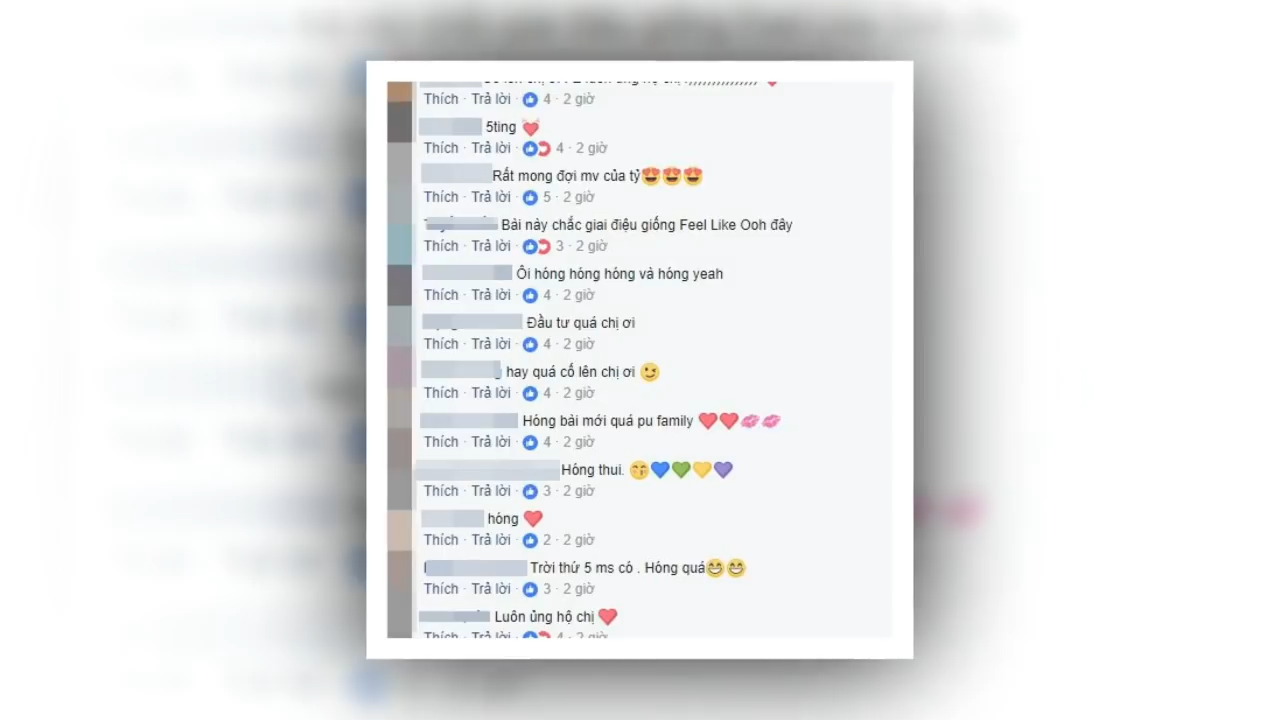 Thích · Trả lời · 4 · 2 giờ
5ting 💓
Thích · Trả lời · 4 · 2 giờ
Rất mong đợi mv của tỷ😍😍😍
Thích · Trả lời · 5 · 2 giờ
Bài này chắc giai điệu giống Feel Like Ooh đây
Thích · Trả lời · 3 · 2 giờ
Ôi hóng hóng hóng và hóng yeah
Thích · Trả lời · 4 · 2 giờ
Đầu tư quá chị ơi
Thích · Trả lời · 4 · 2 giờ
hay quá cố lên chị ơi 😉
Thích · Trả lời · 4 · 2 giờ
Hóng bài mới quá pu family ❤️❤️💋💋
Thích · Trả lời · 4 · 2 giờ
Hóng thui. 😙💙💚💛💜
Thích · Trả lời · 3 · 2 giờ
hóng ❤️
Thích · Trả lời · 2 · 2 giờ
Trời thứ 5 ms có . Hóng quá😁😁
Thích · Trả lời · 3 · 2 giờ
Luôn ủng hộ chị ❤️
Thích · Trả lời · 4 · 2 giờ